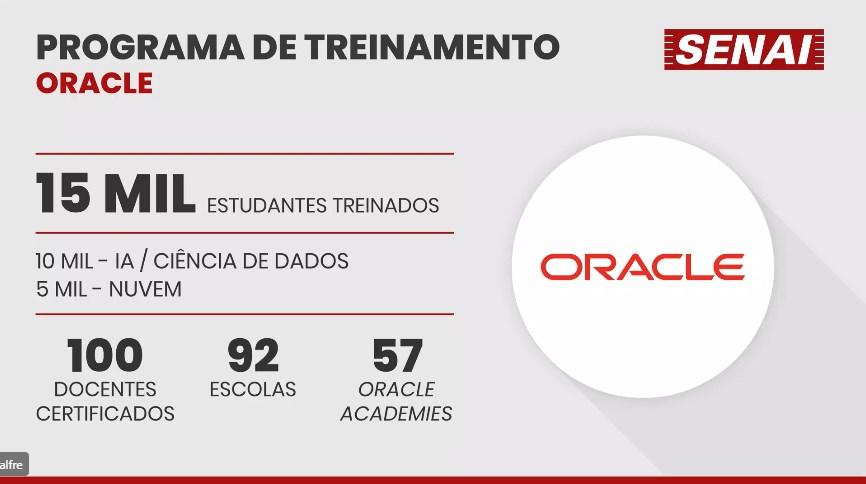 PROGRAMA DE TREINAMENTO
ORACLE
SENAI
15 MIL ESTUDANTES TREINADOS
10 MIL - IA / CIÊNCIA DE DADOS
5 MIL - NUVEM
ORACLE
100
DOCENTES
CERTIFICADOS
92
ESCOLAS
57
ORACLE
ACADEMIES
alfre